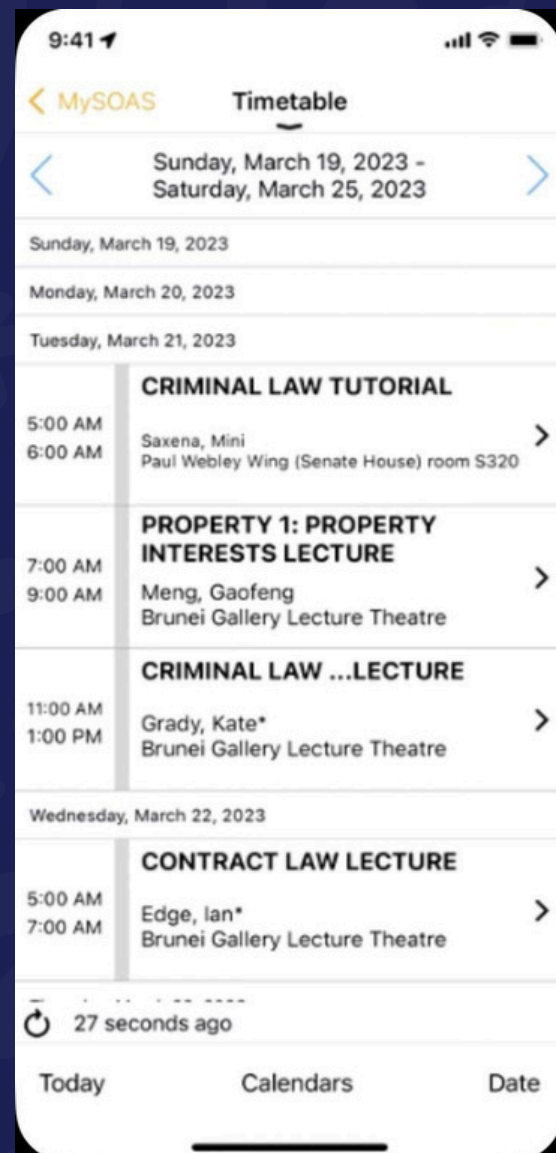 9:41
MySOAS
Timetable
Sunday, March 19, 2023 -
Saturday, March 25, 2023
Sunday, March 19, 2023
Monday, March 20, 2023
Tuesday, March 21, 2023
CRIMINAL LAW TUTORIAL
5:00 AM
6:00 AM
Saxena, Mini
Paul Webley Wing (Senate House) room S320
PROPERTY 1: PROPERTY
INTERESTS LECTURE
7:00 AM
9:00 AM
Meng, Gaofeng
Brunei Gallery Lecture Theatre
CRIMINAL LAW ...LECTURE
11:00 AM
1:00 PM
Grady, Kate*
Brunei Gallery Lecture Theatre
Wednesday, March 22, 2023
CONTRACT LAW LECTURE
5:00 AM
7:00 AM
Edge, Ian*
Brunei Gallery Lecture Theatre
27 seconds ago
Today
Calendars
Date